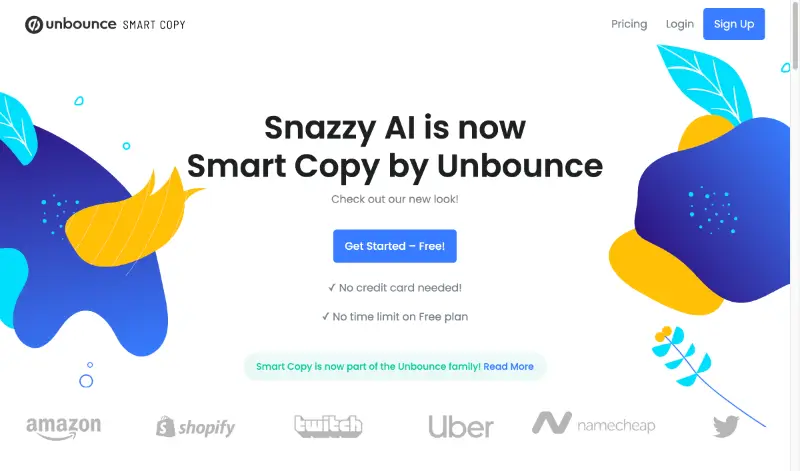 unbounce SMART COPY
Pricing
Login
Sign Up
Snazzy AI is now
Smart Copy by Unbounce
Check out our new look!
Get Started – Free!
✓ No credit card needed!
✓ No time limit on Free plan
Smart Copy is now part of the Unbounce family! Read More
amazon
shopify
twitch
Uber
namecheap